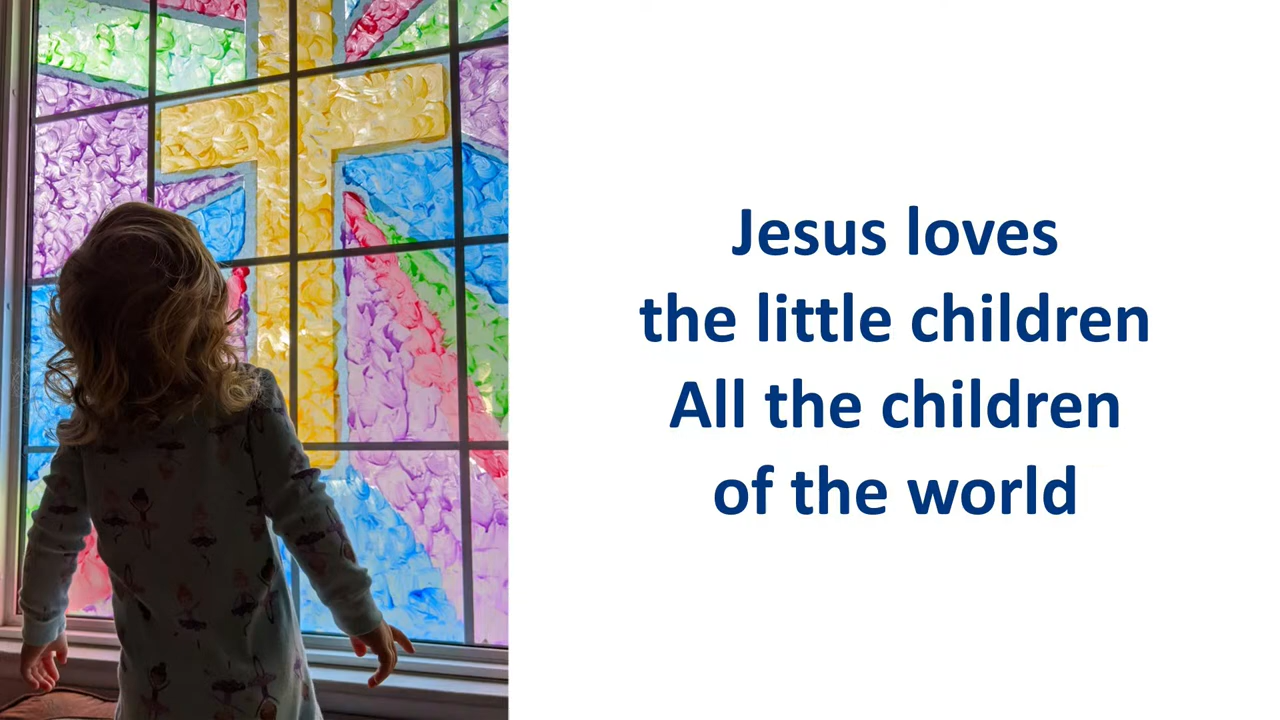 Jesus loves
the little children
All the children
of the world